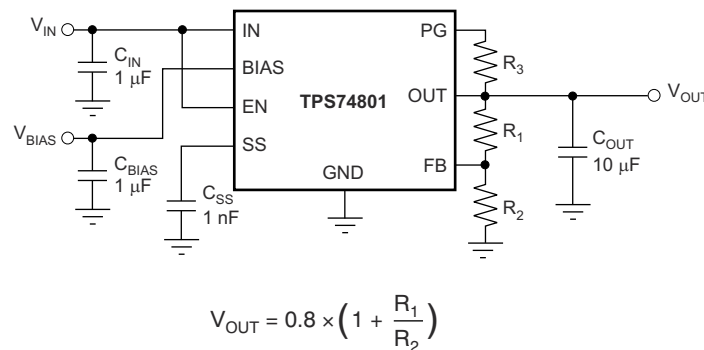 V_IN
C_IN
1 μF
V_BIAS
C_BIAS
1 μF
C_SS
1 nF
IN
BIAS
EN
SS
TPS74801
GND
PG
OUT
FB
R_3
R_1
R_2
V_OUT
C_OUT
10 μF
V_OUT = 0.8 × (1 + R_1 / R_2)